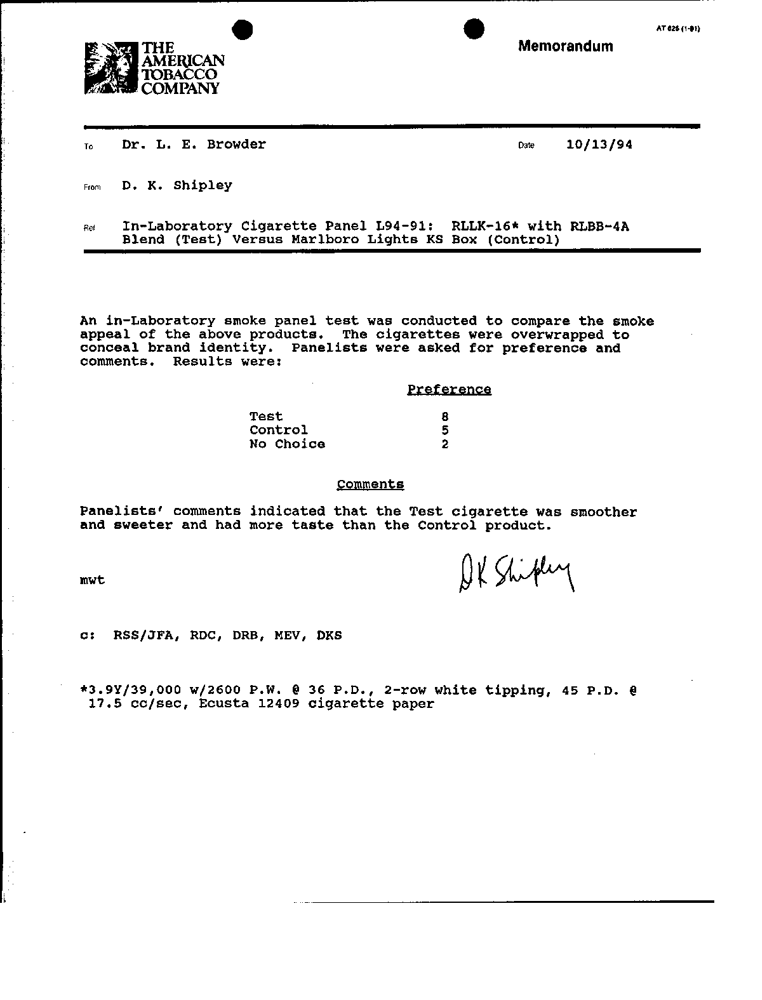 AT 026 (1-91)
Memorandum
THE
AMERICAN
TOBACCO
COMPANY
To Dr. L. E. Browder Date 10/13/94
From D. K. Shipley
Ref In-Laboratory Cigarette Panel L94-91: RLLK-16* with RLBB-4A
Blend (Test) Versus Marlboro Lights KS Box (Control)
An in-Laboratory smoke panel test was conducted to compare the smoke
appeal of the above products. The cigarettes were overwrapped to
conceal brand identity. Panelists were asked for preference and
comments. Results were:
Preference
Test 8
Control 5
No Choice 2
Comments
Panelists' comments indicated that the Test cigarette was smoother
and sweeter and had more taste than the Control product.
DK Shipley
mwt
c: RSS/JFA, RDC, DRB, MEV, DKS
*3.9Y/39,000 w/2600 P.W. @ 36 P.D., 2-row white tipping, 45 P.D. @
17.5 cc/sec, Ecusta 12409 cigarette paper